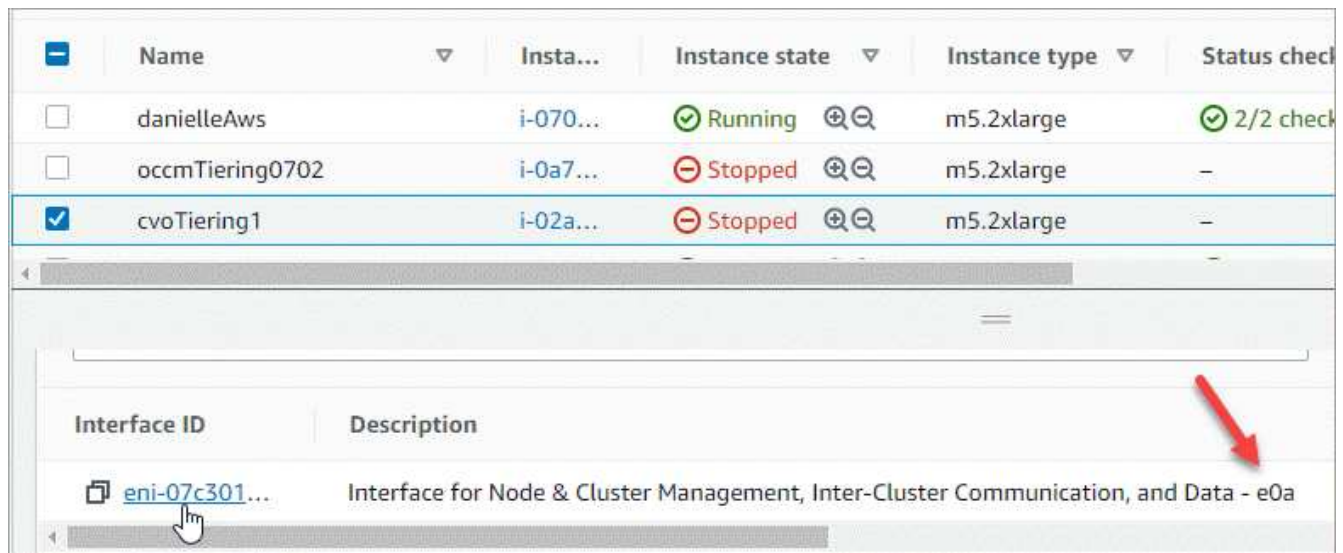 Name Insta... Instance state Instance type Status check
danielleAws i-070... Running m5.2xlarge 2/2 check
occmTiering0702 i-0a7... Stopped m5.2xlarge –
cvoTiering1 i-02a... Stopped m5.2xlarge –
Interface ID Description
eni-07c301... Interface for Node & Cluster Management, Inter-Cluster Communication, and Data - e0a